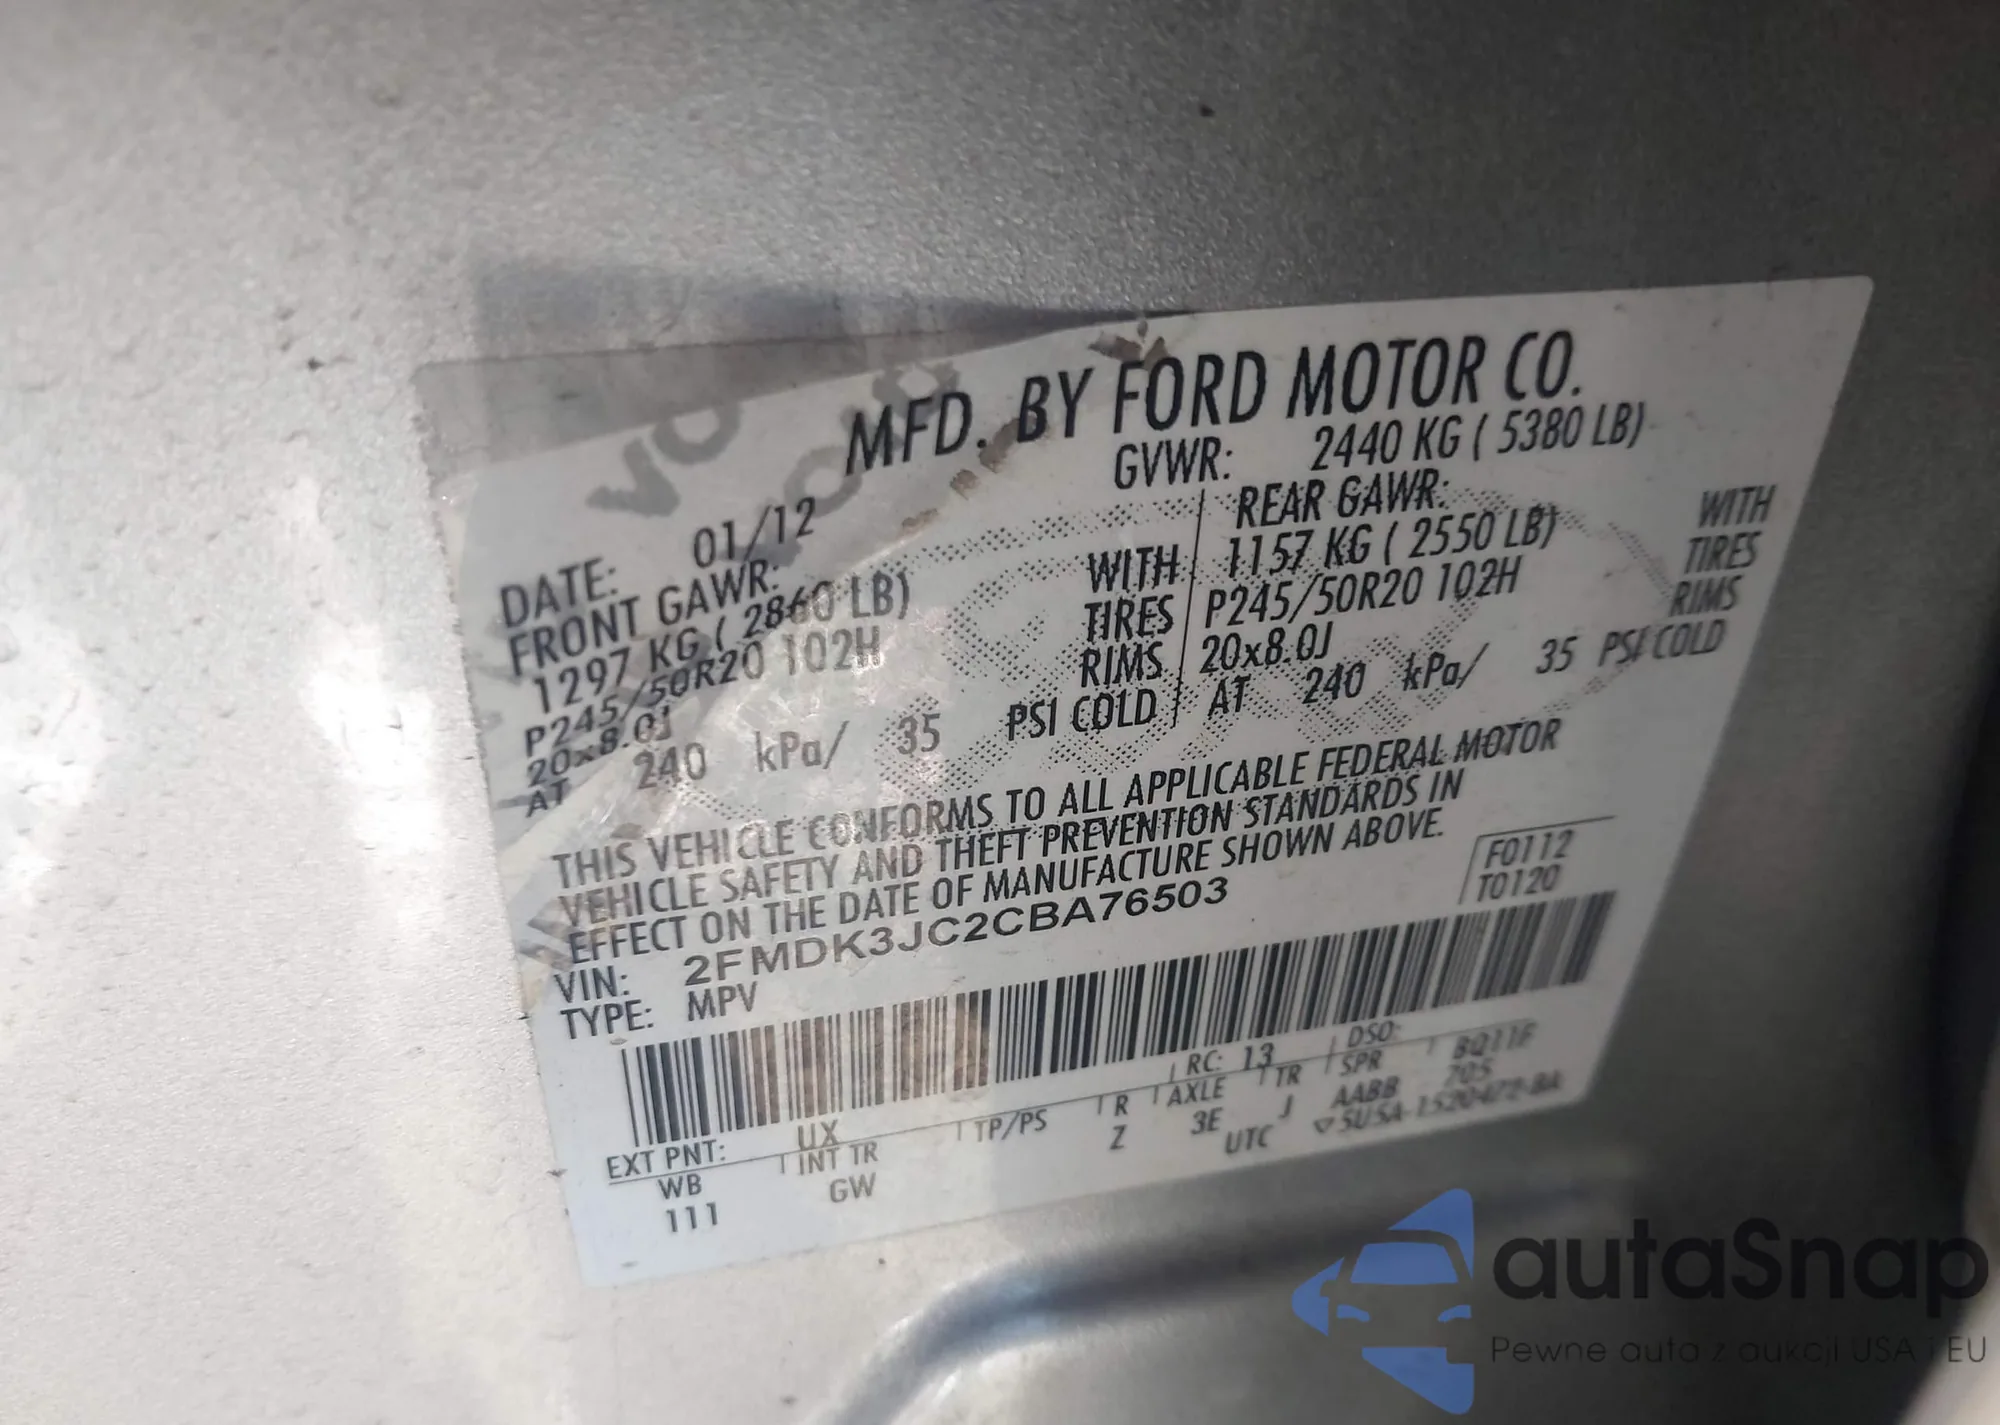 MFD. BY FORD MOTOR CO.
DATE: 01/12 GVWR: 2440 KG ( 5380 LB)
FRONT GAWR: REAR GAWR:
1297 KG ( 2860 LB) WITH 1157 KG ( 2550 LB) WITH
P245/50R20 102H TIRES P245/50R20 102H TIRES
20x8.0J RIMS 20x8.0J RIMS
AT 240 kPa/ 35 PSI COLD AT 240 kPa/ 35 PSI COLD
THIS VEHICLE CONFORMS TO ALL APPLICABLE FEDERAL MOTOR
VEHICLE SAFETY AND THEFT PREVENTION STANDARDS IN
EFFECT ON THE DATE OF MANUFACTURE SHOWN ABOVE.
VIN: 2FMDK3JC2CBA76503 F0112
TYPE: MPV T0120
EXT PNT: UX RC: 13 DSO: BQ11F
WB INT TR TP/PS R AXLE TR SPR 705
111 GW Z 3E J AABB
UTC ▽5USA-1520472-BA
autaSnap
Pewne auta z aukcji USA i EU